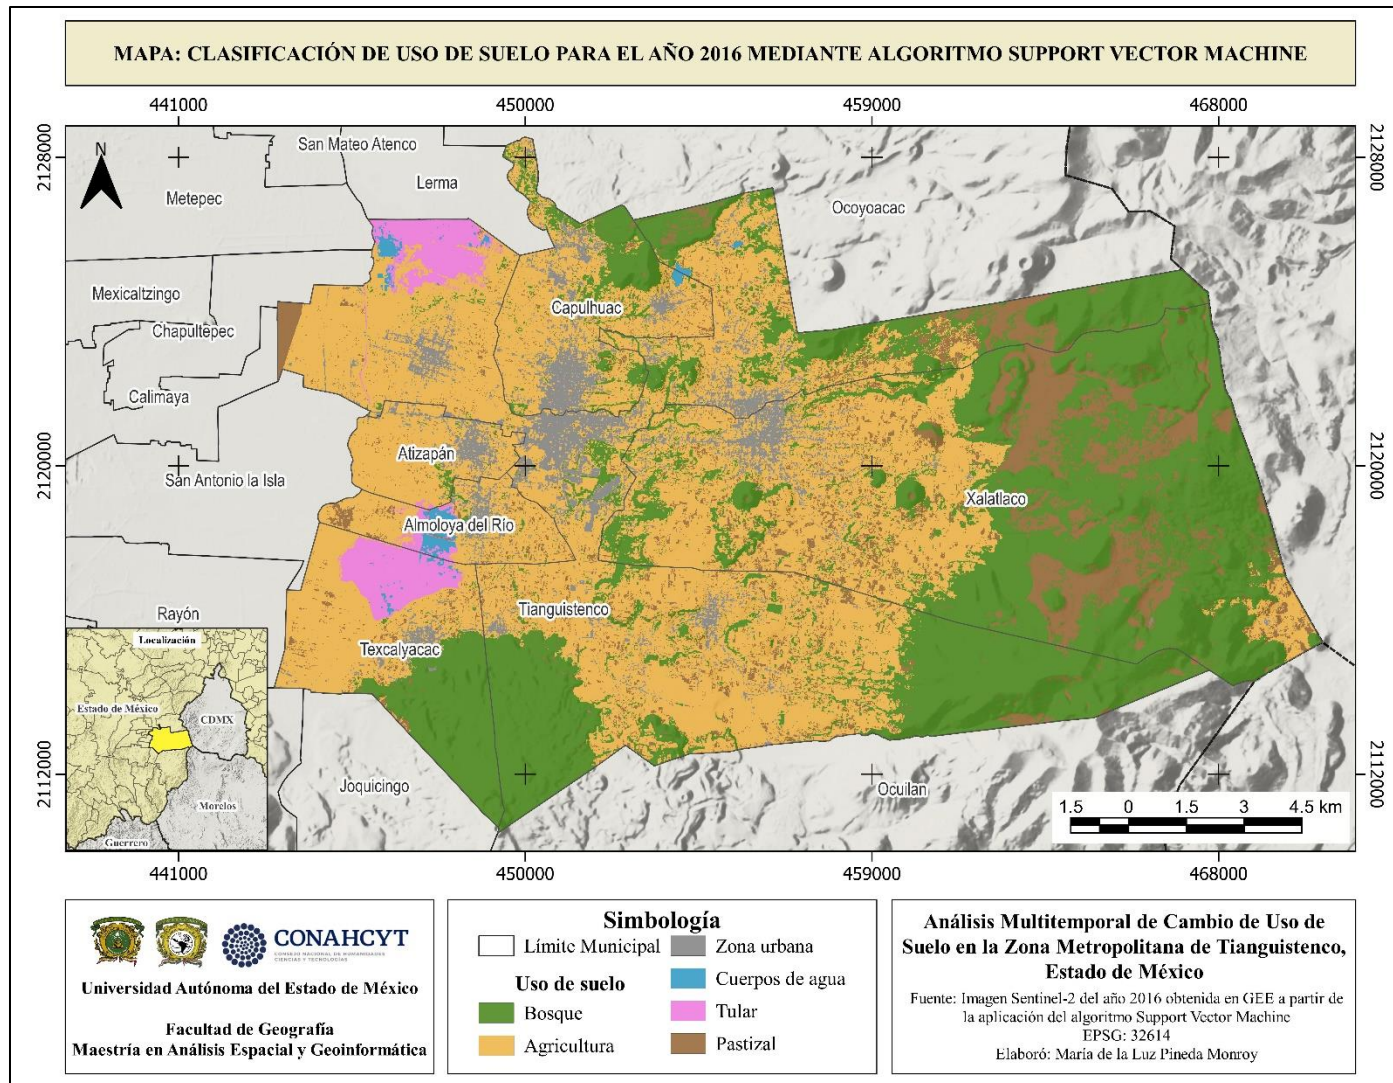 MAPA: CLASIFICACIÓN DE USO DE SUELO PARA EL AÑO 2016 MEDIANTE ALGORITMO SUPPORT VECTOR MACHINE
441000 450000 459000 468000
2128000 2128000
2120000 2120000
2112000 2112000
N
San Mateo Atenco
Lerma
Metepec
Ocoyoacac
Mexicaltzingo
Capulhuac
Chapultepec
Calimaya
Atizapán
San Antonio la Isla
Xalatlaco
Almoloya del Río
Rayón
Tianguistenco
Texcalyacac
Joquicingo
Ocuilan
Localización
Estado de México
CDMX
Morelos
Guerrero
1.5 0 1.5 3 4.5 km
441000 450000 459000 468000
CONAHCYT
CONSEJO NACIONAL DE HUMANIDADES
CIENCIAS Y TECNOLOGÍAS
Universidad Autónoma del Estado de México
Facultad de Geografía
Maestría en Análisis Espacial y Geoinformática
Simbología
Límite Municipal
Uso de suelo
Bosque
Agricultura
Zona urbana
Cuerpos de agua
Tular
Pastizal
Análisis Multitemporal de Cambio de Uso de
Suelo en la Zona Metropolitana de Tianguistenco,
Estado de México
Fuente: Imagen Sentinel-2 del año 2016 obtenida en GEE a partir de
la aplicación del algoritmo Support Vector Machine
EPSG: 32614
Elaboró: María de la Luz Pineda Monroy